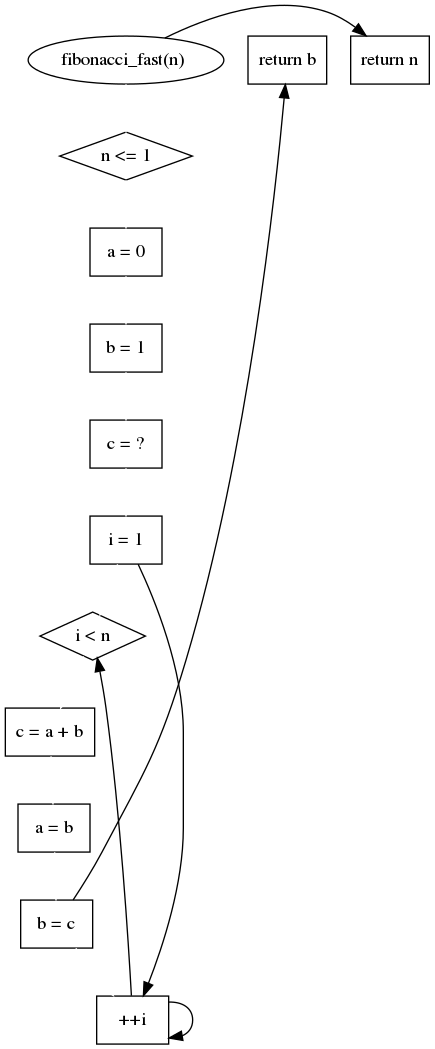 fibonacci_fast(n)
return b
return n
n <= 1
a = 0
b = 1
c = ?
i = 1
i < n
c = a + b
a = b
b = c
++i